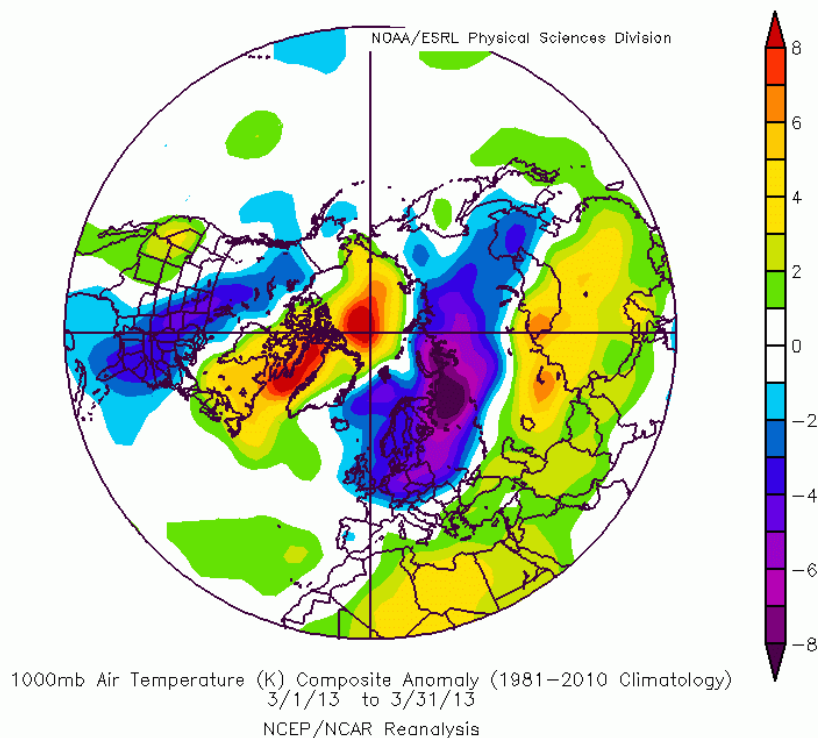 NOAA/ESRL Physical Sciences Division
8
6
4
2
0
−2
−4
−6
−8
1000mb Air Temperature (K) Composite Anomaly (1981−2010 Climatology)
3/1/13 to 3/31/13
NCEP/NCAR Reanalysis